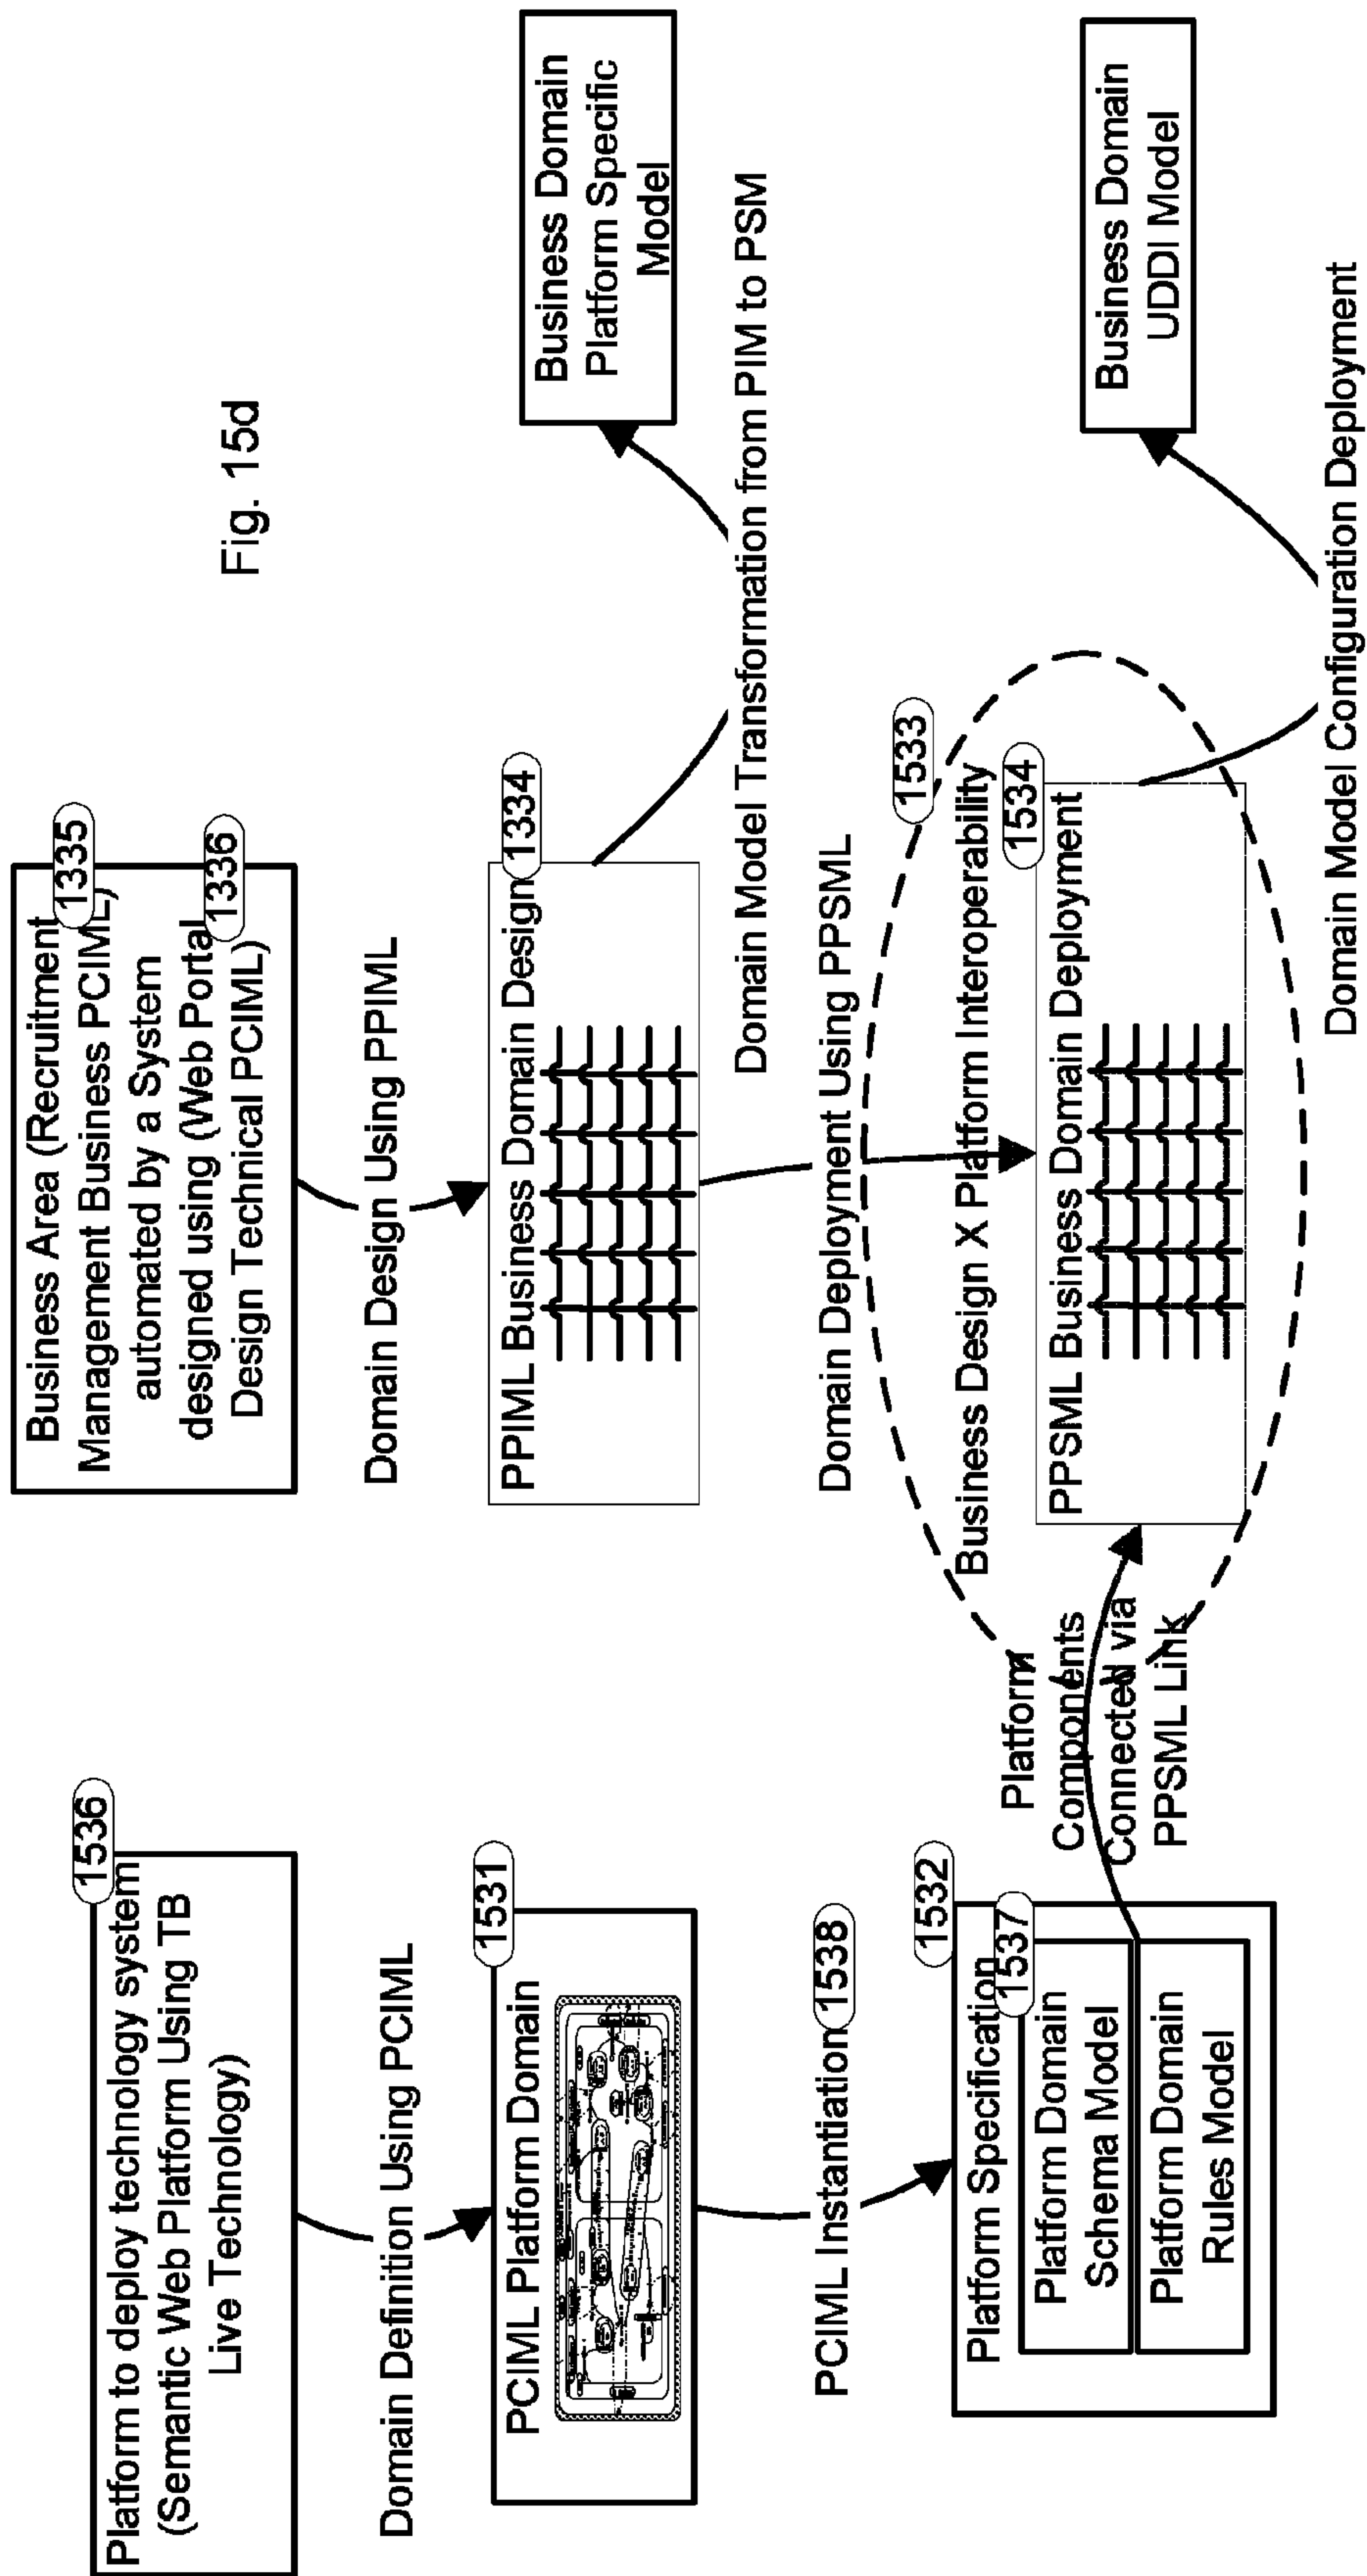 Fig. 15d
Platform to deploy technology system
(Semantic Web Platform Using TB
Live Technology)
1536
Domain Definition Using PCIML
PCIML Platform Domain
1531
PCIML Instantiation
1538
1532
Platform Specification
1537
Platform Domain
Schema Model
Platform Domain
Rules Model
Platform
Components
Connected via
PPSML Link
Business Area (Recruitment
Management Business PCIML)
automated by a System
designed using (Web Portal
Design Technical PCIML)
1335
1336
Domain Design Using PPIML
PPIML Business Domain Design
1334
Domain Deployment Using PPSML
1533
Business Design X Platform Interoperability
1534
PPSML Business Domain Deployment
Business Domain
Platform Specific
Model
Domain Model Transformation from PIM to PSM
Business Domain
UDDI Model
Domain Model Configuration Deployment